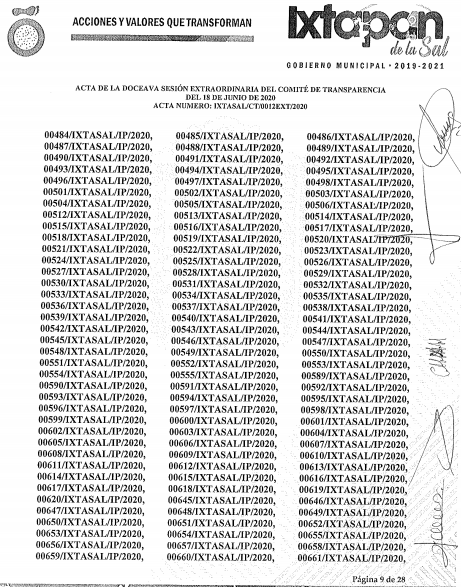 ACCIONES Y VALORES QUE TRANSFORMAN
Ixtapan
de la Sal
GOBIERNO MUNICIPAL • 2019-2021
ACTA DE LA DOCEAVA SESIÓN EXTRAORDINARIA DEL COMITÉ DE TRANSPARENCIA
DEL 18 DE JUNIO DE 2020
ACTA NUMERO: IXTASAL/CT/0012EXT/2020
00484/IXTASAL/IP/2020, 00485/IXTASAL/IP/2020, 00486/IXTASAL/IP/2020,
00487/IXTASAL/IP/2020, 00488/IXTASAL/IP/2020, 00489/IXTASAL/IP/2020,
00490/IXTASAL/IP/2020, 00491/IXTASAL/IP/2020, 00492/IXTASAL/IP/2020,
00493/IXTASAL/IP/2020, 00494/IXTASAL/IP/2020, 00495/IXTASAL/IP/2020,
00496/IXTASAL/IP/2020, 00497/IXTASAL/IP/2020, 00498/IXTASAL/IP/2020,
00501/IXTASAL/IP/2020, 00502/IXTASAL/IP/2020, 00503/IXTASAL/IP/2020,
00504/IXTASAL/IP/2020, 00505/IXTASAL/IP/2020, 00506/IXTASAL/IP/2020,
00512/IXTASAL/IP/2020, 00513/IXTASAL/IP/2020, 00514/IXTASAL/IP/2020,
00515/IXTASAL/IP/2020, 00516/IXTASAL/IP/2020, 00517/IXTASAL/IP/2020,
00518/IXTASAL/IP/2020, 00519/IXTASAL/IP/2020, 00520/IXTASAL/IP/2020,
00521/IXTASAL/IP/2020, 00522/IXTASAL/IP/2020, 00523/IXTASAL/IP/2020,
00524/IXTASAL/IP/2020, 00525/IXTASAL/IP/2020, 00526/IXTASAL/IP/2020,
00527/IXTASAL/IP/2020, 00528/IXTASAL/IP/2020, 00529/IXTASAL/IP/2020,
00530/IXTASAL/IP/2020, 00531/IXTASAL/IP/2020, 00532/IXTASAL/IP/2020,
00533/IXTASAL/IP/2020, 00534/IXTASAL/IP/2020, 00535/IXTASAL/IP/2020,
00536/IXTASAL/IP/2020, 00537/IXTASAL/IP/2020, 00538/IXTASAL/IP/2020,
00539/IXTASAL/IP/2020, 00540/IXTASAL/IP/2020, 00541/IXTASAL/IP/2020,
00542/IXTASAL/IP/2020, 00543/IXTASAL/IP/2020, 00544/IXTASAL/IP/2020,
00545/IXTASAL/IP/2020, 00546/IXTASAL/IP/2020, 00547/IXTASAL/IP/2020,
00548/IXTASAL/IP/2020, 00549/IXTASAL/IP/2020, 00550/IXTASAL/IP/2020,
00551/IXTASAL/IP/2020, 00552/IXTASAL/IP/2020, 00553/IXTASAL/IP/2020,
00554/IXTASAL/IP/2020, 00555/IXTASAL/IP/2020, 00589/IXTASAL/IP/2020,
00590/IXTASAL/IP/2020, 00591/IXTASAL/IP/2020, 00592/IXTASAL/IP/2020,
00593/IXTASAL/IP/2020, 00594/IXTASAL/IP/2020, 00595/IXTASAL/IP/2020,
00596/IXTASAL/IP/2020, 00597/IXTASAL/IP/2020, 00598/IXTASAL/IP/2020,
00599/IXTASAL/IP/2020, 00600/IXTASAL/IP/2020, 00601/IXTASAL/IP/2020,
00602/IXTASAL/IP/2020, 00603/IXTASAL/IP/2020, 00604/IXTASAL/IP/2020,
00605/IXTASAL/IP/2020, 00606/IXTASAL/IP/2020, 00607/IXTASAL/IP/2020,
00608/IXTASAL/IP/2020, 00609/IXTASAL/IP/2020, 00610/IXTASAL/IP/2020,
00611/IXTASAL/IP/2020, 00612/IXTASAL/IP/2020, 00613/IXTASAL/IP/2020,
00614/IXTASAL/IP/2020, 00615/IXTASAL/IP/2020, 00616/IXTASAL/IP/2020,
00617/IXTASAL/IP/2020, 00618/IXTASAL/IP/2020, 00619/IXTASAL/IP/2020,
00620/IXTASAL/IP/2020, 00645/IXTASAL/IP/2020, 00646/IXTASAL/IP/2020,
00647/IXTASAL/IP/2020, 00648/IXTASAL/IP/2020, 00649/IXTASAL/IP/2020,
00650/IXTASAL/IP/2020, 00651/IXTASAL/IP/2020, 00652/IXTASAL/IP/2020,
00653/IXTASAL/IP/2020, 00654/IXTASAL/IP/2020, 00655/IXTASAL/IP/2020,
00656/IXTASAL/IP/2020, 00657/IXTASAL/IP/2020, 00658/IXTASAL/IP/2020,
00659/IXTASAL/IP/2020, 00660/IXTASAL/IP/2020, 00661/IXTASAL/IP/2020,
Página 9 de 28